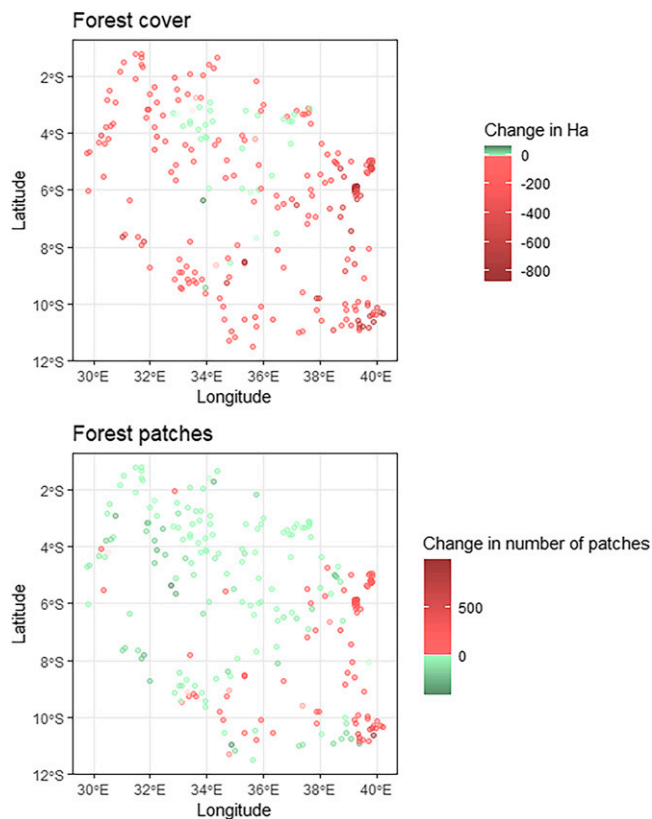 Forest cover
2°S
4°S
6°S
8°S
10°S
12°S
Latitude
30°E 32°E 34°E 36°E 38°E 40°E
Longitude
Change in Ha
0
-200
-400
-600
-800
Forest patches
2°S
4°S
6°S
8°S
10°S
12°S
Latitude
30°E 32°E 34°E 36°E 38°E 40°E
Longitude
Change in number of patches
500
0